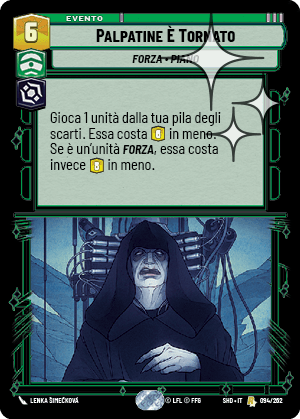 6
EVENTO
PALPATINE È TORNATO
FORZA • PIANO
Gioca 1 unità dalla tua pila degli
scarti. Essa costa 6 in meno.
Se è un'unità FORZA, essa costa
invece 8 in meno.
LENKA ŠIMEČKOVÁ
© LFL © FFG
SHD • IT
094/262